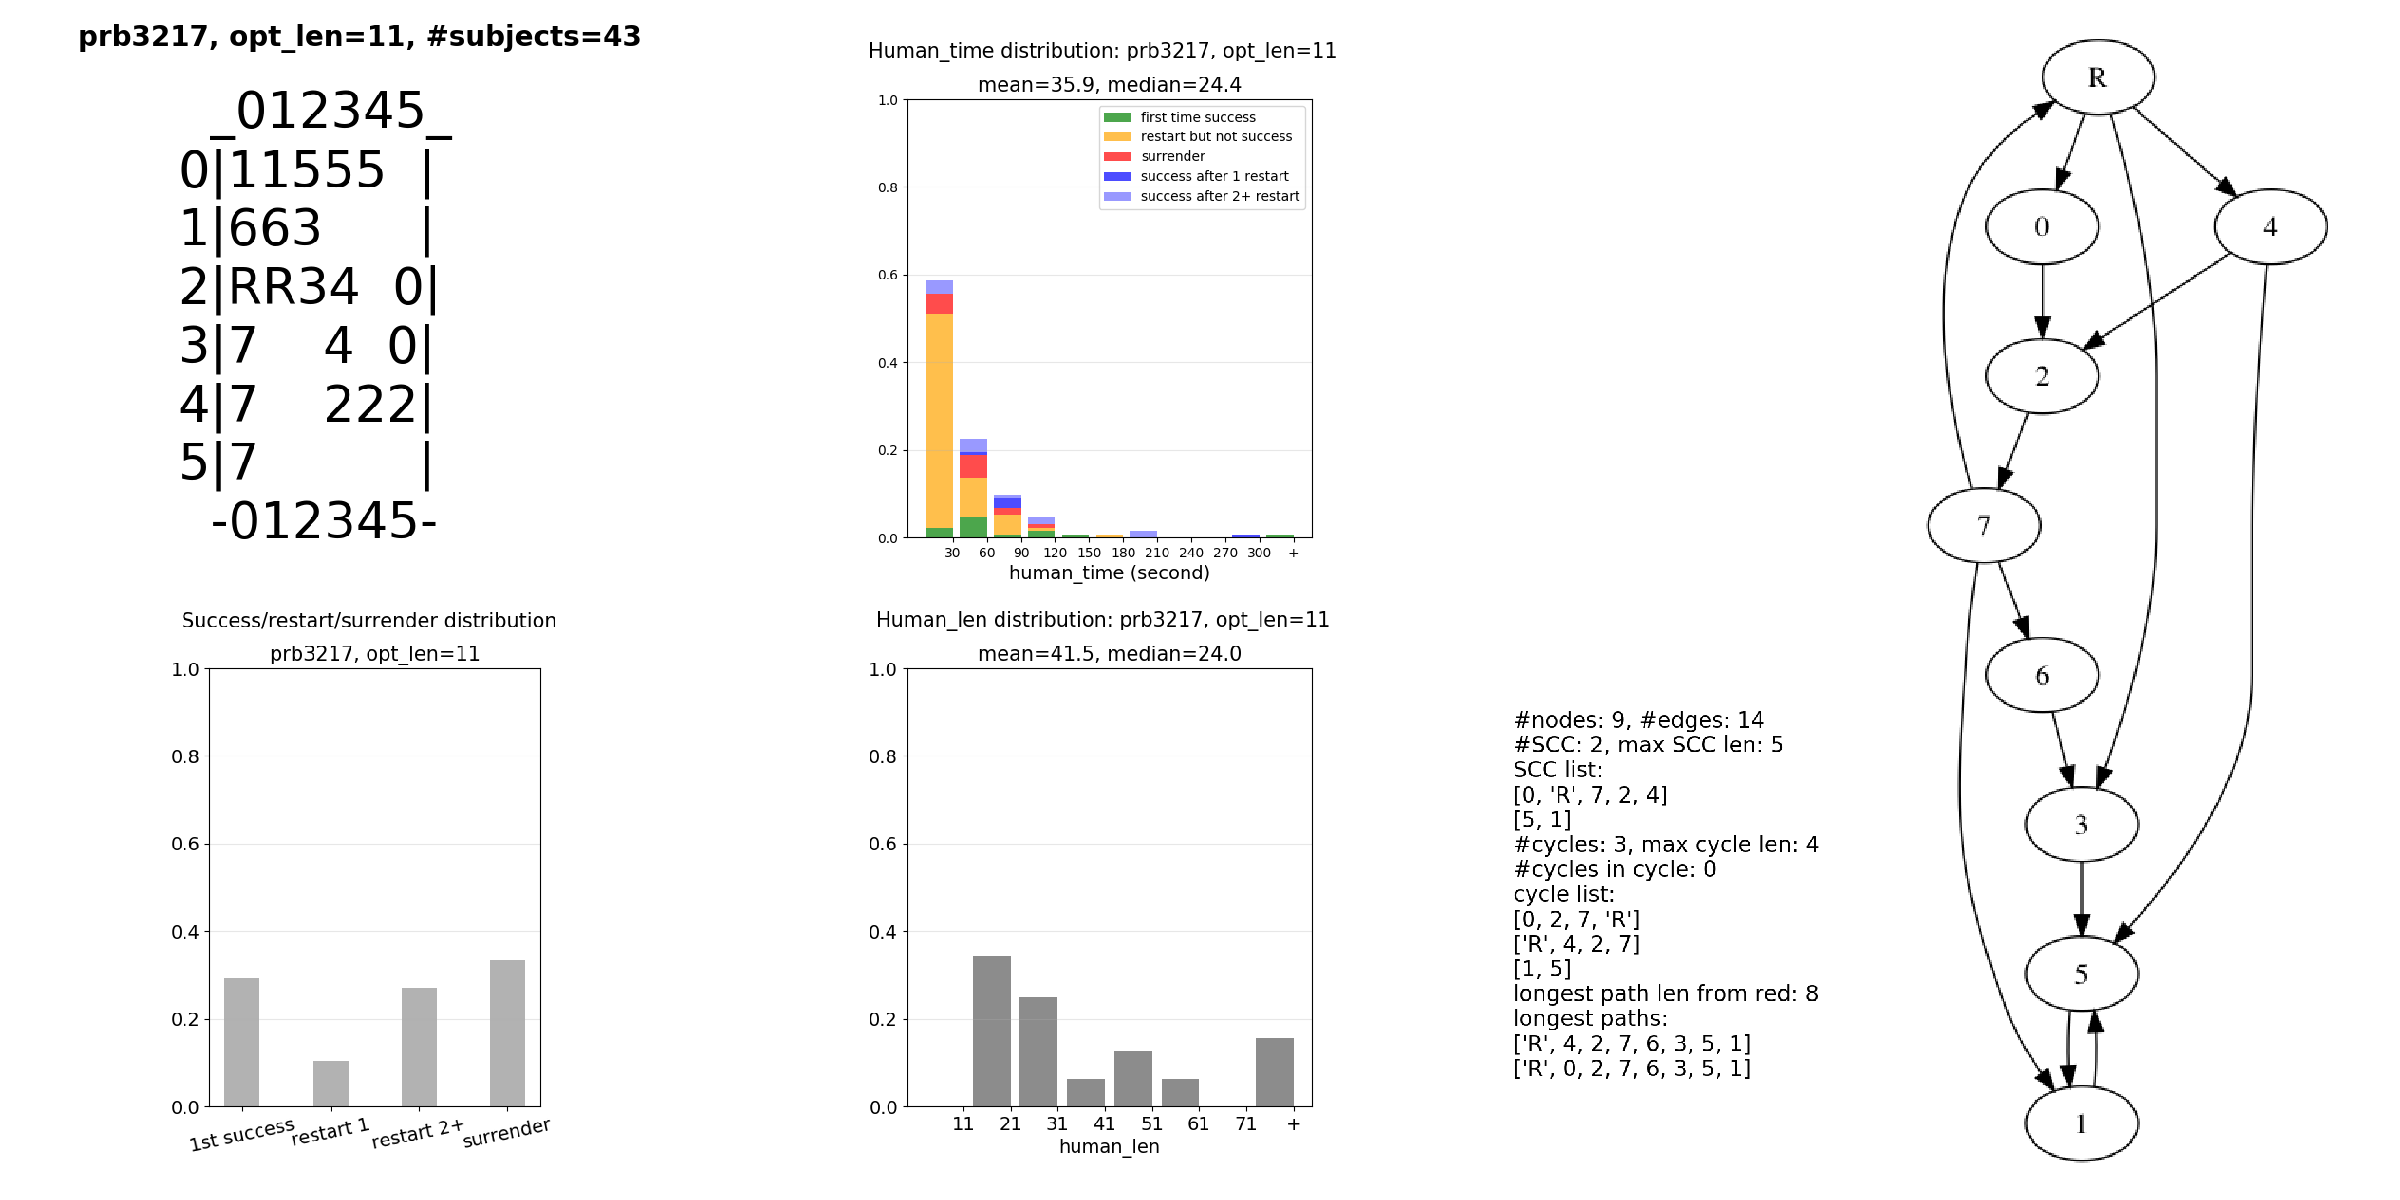 prb3217, opt_len=11, #subjects=43
_012345_
0|11555 |
1|663   |
2|RR34 0|
3|7  4 0|
4|7  222|
5|7     |
-012345-
Human_time distribution: prb3217, opt_len=11
mean=35.9, median=24.4
1.0
0.8
0.6
0.4
0.2
0.0
first time success
restart but not success
surrender
success after 1 restart
success after 2+ restart
30 60 90 120 150 180 210 240 270 300 +
human_time (second)
Success/restart/surrender distribution
prb3217, opt_len=11
1.0
0.8
0.6
0.4
0.2
0.0
1st success restart 1 restart 2+ surrender
Human_len distribution: prb3217, opt_len=11
mean=41.5, median=24.0
1.0
0.8
0.6
0.4
0.2
0.0
11 21 31 41 51 61 71 +
human_len
#nodes: 9, #edges: 14
#SCC: 2, max SCC len: 5
SCC list:
[0, 'R', 7, 2, 4]
[5, 1]
#cycles: 3, max cycle len: 4
#cycles in cycle: 0
cycle list:
[0, 2, 7, 'R']
['R', 4, 2, 7]
[1, 5]
longest path len from red: 8
longest paths:
['R', 4, 2, 7, 6, 3, 5, 1]
['R', 0, 2, 7, 6, 3, 5, 1]
R
0 4
2
7
6
3
5
1